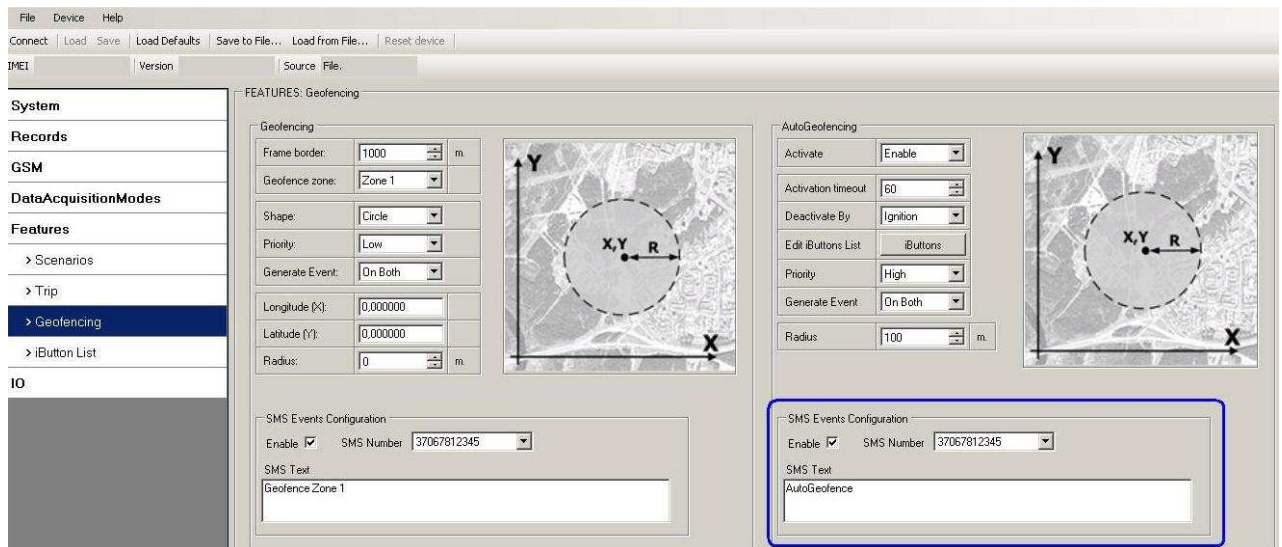 File Device Help
Connect Load Save Load Defaults Save to File... Load from File... Reset device
IMEI Version Source File.
System
Records
GSM
DataAcquisitionModes
Features
> Scenarios
> Trip
> Geofencing
> iButton List
IO
FEATURES: Geofencing
Geofencing
Frame border: 1000 m.
Geofence zone: Zone 1
Shape: Circle
Priority: Low
Generate Event: On Both
Longitude (X): 0,000000
Latitude (Y): 0,000000
Radius: 0 m.
Y
X,Y R
X
SMS Events Configuration
Enable SMS Number 37067812345
SMS Text
Geofence Zone 1
AutoGeofencing
Activate Enable
Activation timeout 60
Deactivate By Ignition
Edit iButtons List iButtons
Priority High
Generate Event On Both
Radius 100 m.
Y
X,Y R
X
SMS Events Configuration
Enable SMS Number 37067812345
SMS Text
AutoGeofence